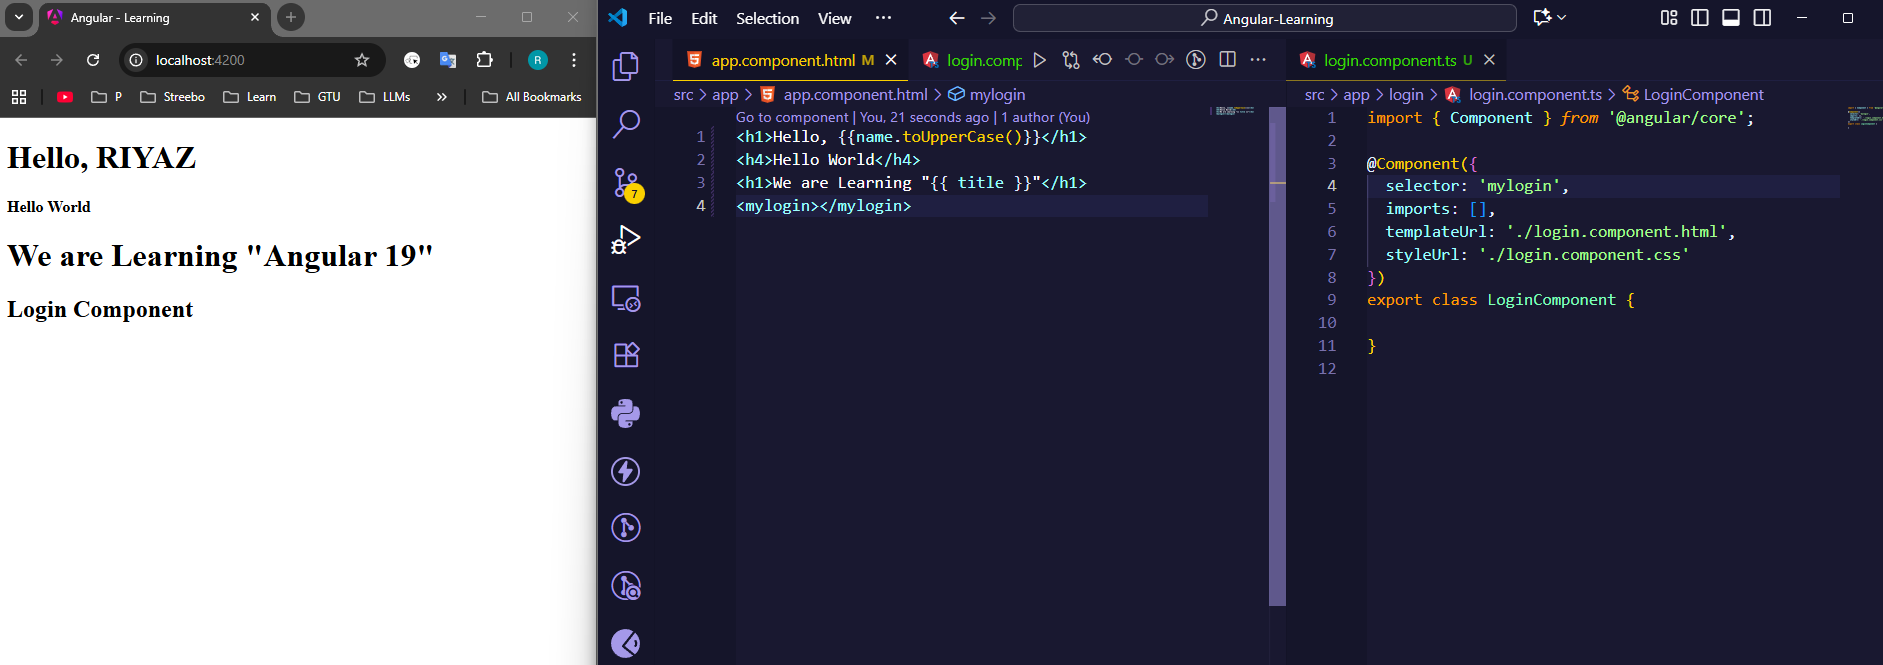 Angular - Learning
localhost:4200
R
P
Streebo
Learn
GTU
LLMs
»
All Bookmarks
Hello, RIYAZ
Hello World
We are Learning "Angular 19"
Login Component
File Edit Selection View ···
Angular-Learning
7
app.component.html M
login.comp
src > app > app.component.html > mylogin
Go to component | You, 21 seconds ago | 1 author (You)
1 <h1>Hello, {{name.toUpperCase()}}</h1>
2 <h4>Hello World</h4>
3 <h1>We are Learning "{{ title }}"</h1>
4 <mylogin></mylogin>
login.component.ts U
src > app > login > login.component.ts > LoginComponent
1 import { Component } from '@angular/core';
2
3 @Component({
4 selector: 'mylogin',
5 imports: [],
6 templateUrl: './login.component.html',
7 styleUrl: './login.component.css'
8 })
9 export class LoginComponent {
10
11 }
12